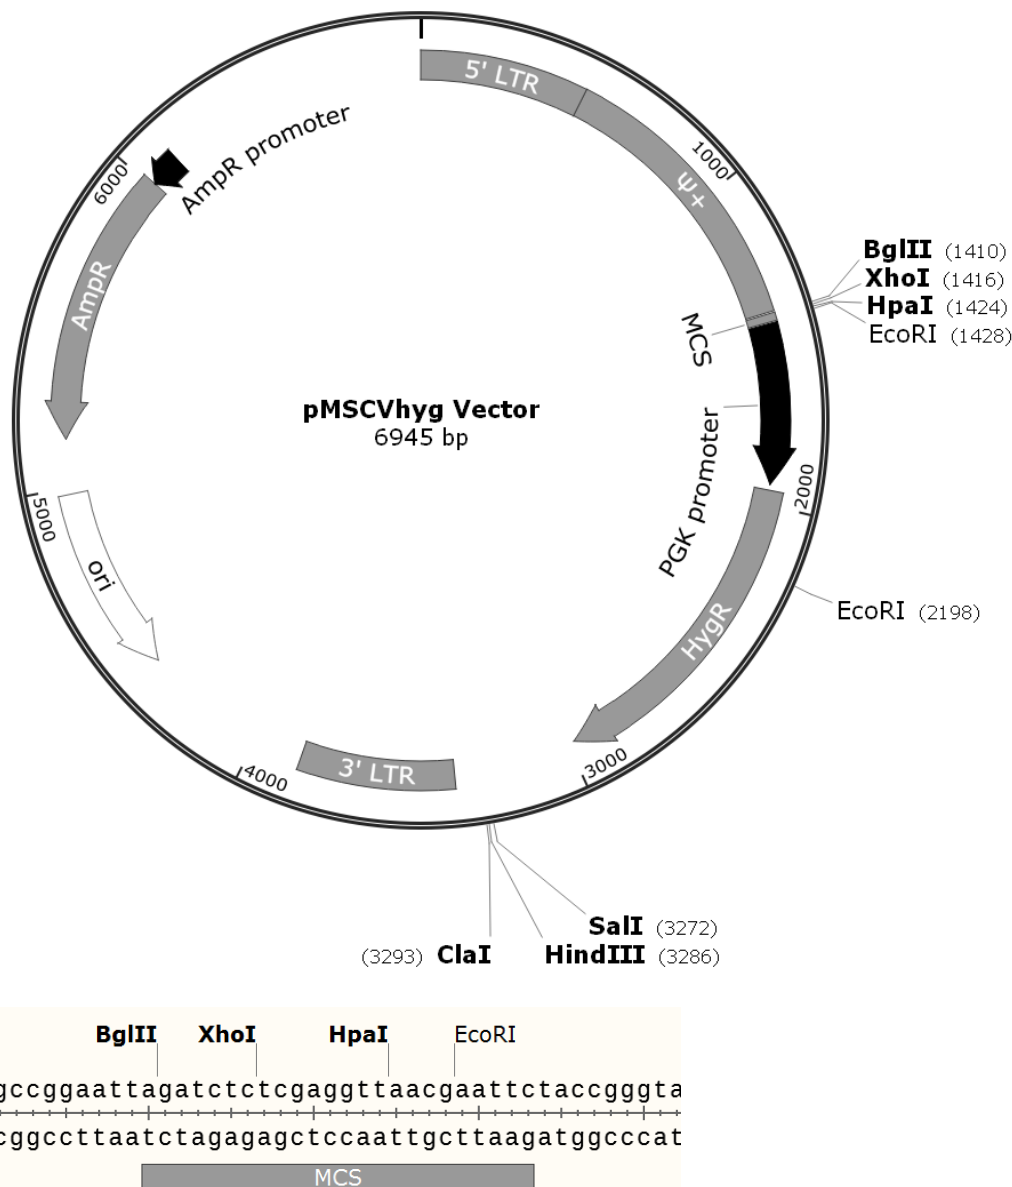 5' LTR
1000
Ψ+
BglII (1410)
XhoI (1416)
HpaI (1424)
EcoRI (1428)
MCS
PGK promoter
2000
EcoRI (2198)
HygR
3000
SalI (3272)
HindIII (3286)
(3293) ClaI
3' LTR
4000
ori
5000
AmpR
6000
AmpR promoter
pMSCVhyg Vector
6945 bp
BglII XhoI HpaI EcoRI
gccggaattagatctctcgaggttaacgaattctaccgggta
cggccttaatctagagagctccaattgcttaagatggcccat
MCS